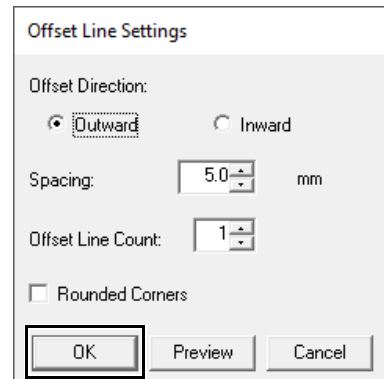 Offset Line Settings
Offset Direction:
Outward Inward
Spacing: 5.0 mm
Offset Line Count: 1
Rounded Corners
OK Preview Cancel